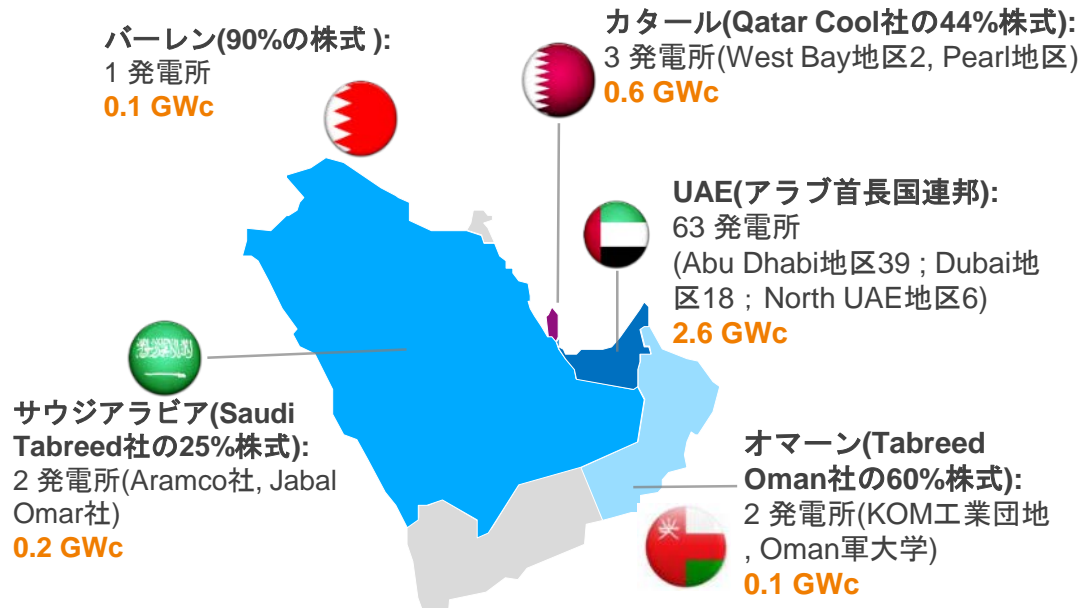 バーレン(90%の株式 ):
1 発電所
0.1 GWc
カタール(Qatar Cool社の44%株式):
3 発電所(West Bay地区2, Pearl地区)
0.6 GWc
UAE(アラブ首長国連邦):
63 発電所
(Abu Dhabi地区39 ; Dubai地
区18 ; North UAE地区6)
2.6 GWc
サウジアラビア(Saudi
Tabreed社の25%株式):
2 発電所(Aramco社, Jabal
Omar社)
0.2 GWc
オマーン(Tabreed
Oman社の60%株式):
2 発電所(KOM工業団地
, Oman軍大学)
0.1 GWc